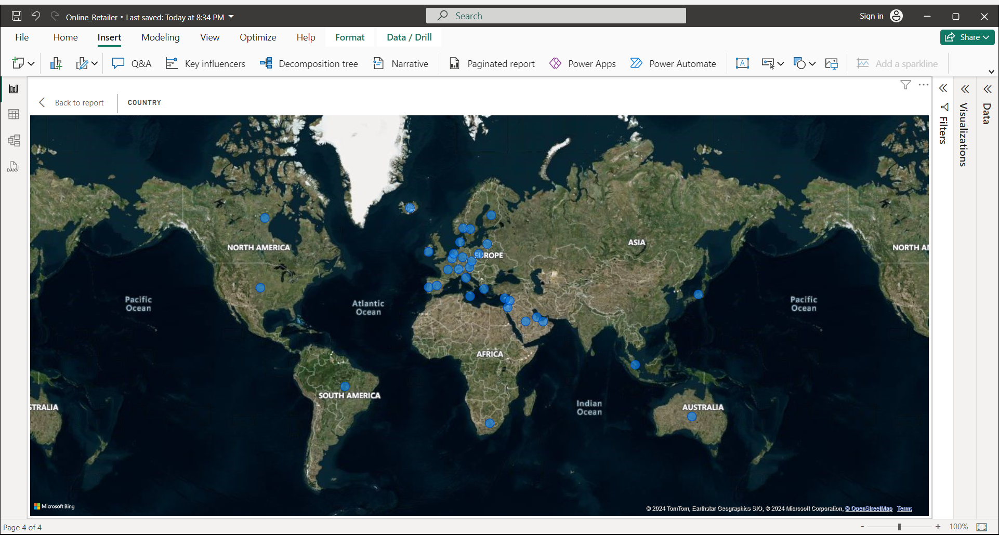 Online_Retailer • Last saved: Today at 8:34 PM
Search
Sign in
File Home Insert Modeling View Optimize Help Format Data / Drill
Share
Q&A Key influencers Decomposition tree Narrative Paginated report Power Apps Power Automate A Add a sparkline
Back to report COUNTRY
Filters
Visualizations
Data
DAX
NORTH AMERICA
ASIA
EUROPE
NORTH AM
Pacific
Ocean
Atlantic
Ocean
Pacific
Ocean
AFRICA
SOUTH AMERICA
Indian
Ocean
STRALIA
AUSTRALIA
Microsoft Bing
© 2024 TomTom, Earthstar Geographics SIO, © 2024 Microsoft Corporation, © OpenStreetMap Terms
Page 4 of 4
- + 100%